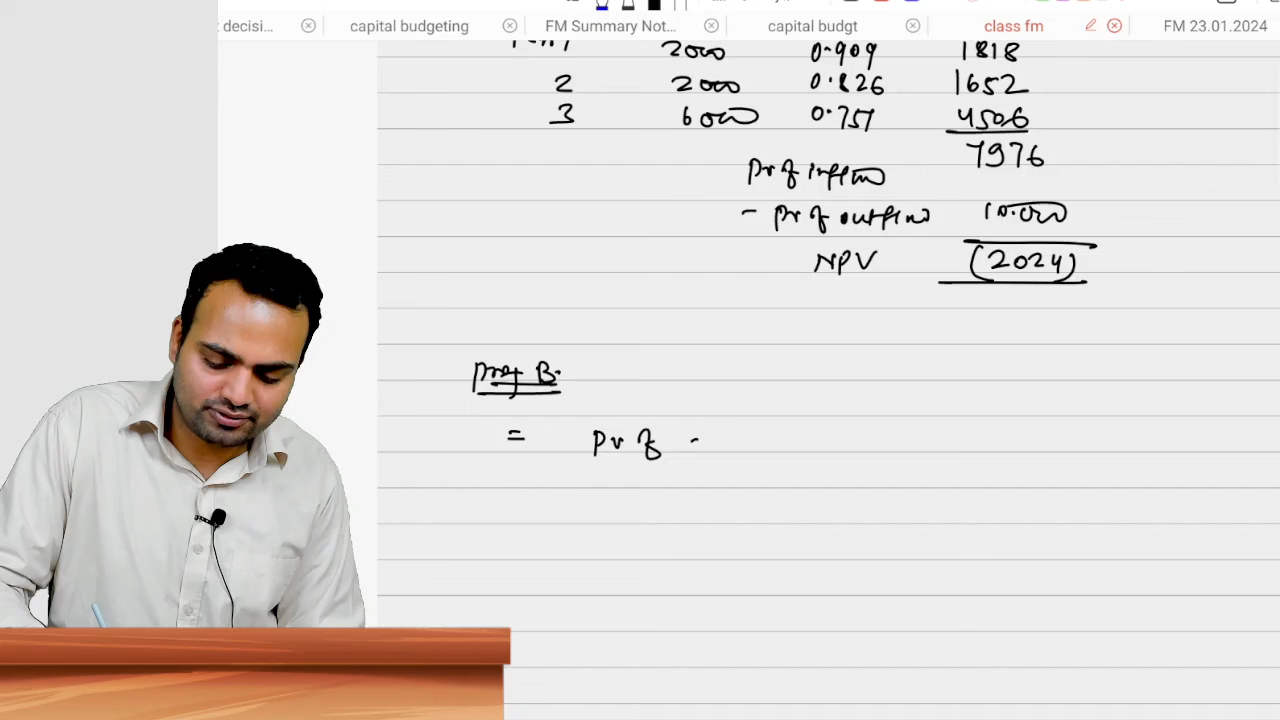 t decisi... capital budgeting FM Summary Not... capital budgt class fm FM 23.01.2024
2000 0.909 1818
2 2000 0.826 1652
3 6000 0.751 4506
7976
PV of inflow
- PV of outflow 10,000
NPV (2024)
Proj B.
= PV of